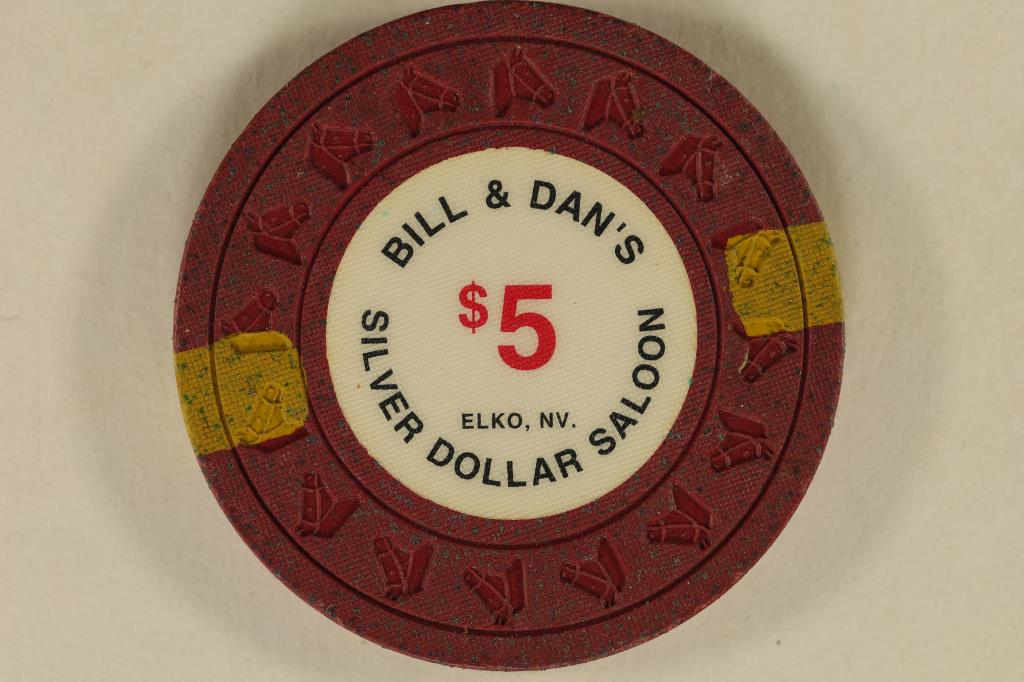 BILL & DAN'S
$5
ELKO, NV.
SILVER DOLLAR SALOON